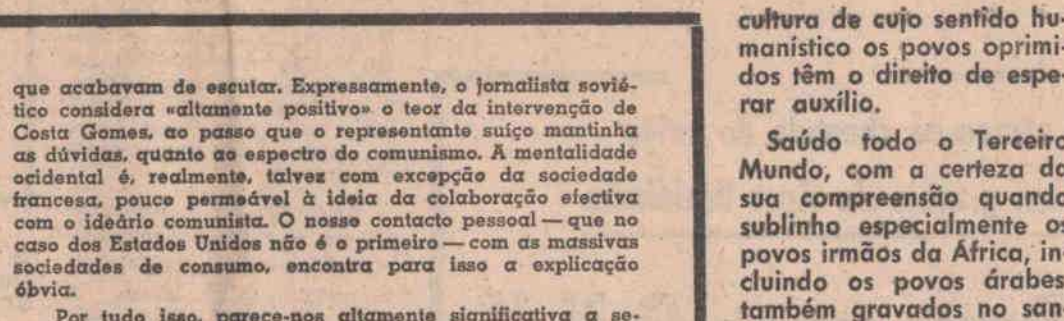 que acabavam de escutar. Expressamente, o jornalista sovié-
tico considera «altamente positivo» o teor da intervenção de
Costa Gomes, ao passo que o representante suíço mantinha
as dúvidas, quanto ao espectro do comunismo. A mentalidade
ocidental é, realmente, talvez com excepção da sociedade
francesa, pouco permeável à ideia da colaboração efectiva
com o ideário comunista. O nosso contacto pessoal — que no
caso dos Estados Unidos não é o primeiro — com as massivas
sociedades de consumo, encontra para isso a explicação
óbvia.
Por tudo isso, parece-nos altamente significativa a se-
cultura de cujo sentido hu-
manístico os povos oprimi-
dos têm o direito de espe-
rar auxílio.
Saúdo todo o Terceiro
Mundo, com a certeza da
sua compreensão quando
sublinho especialmente os
povos irmãos da África, in-
cluindo os povos árabes
também gravados no san